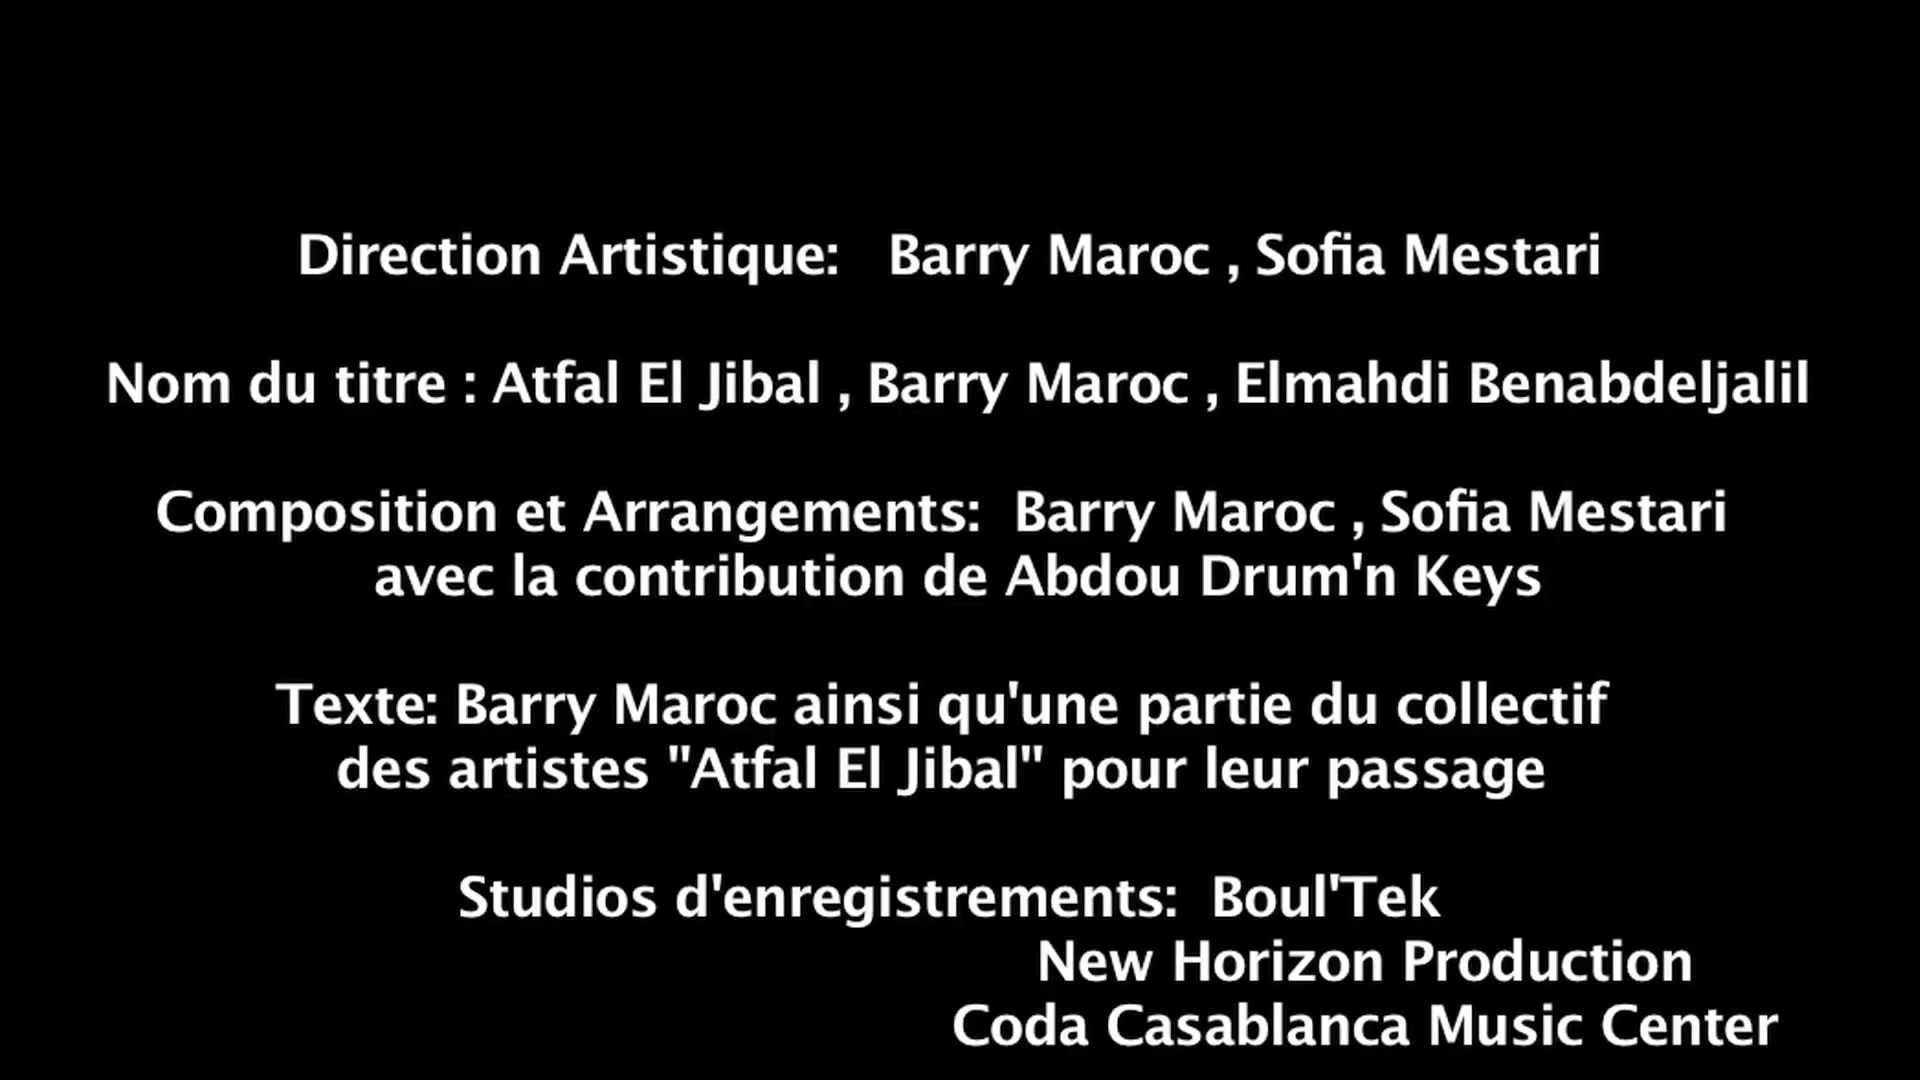 Direction Artistique:   Barry Maroc , Sofia Mestari
Nom du titre : Atfal El Jibal , Barry Maroc , Elmahdi Benabdeljalil
Composition et Arrangements:  Barry Maroc , Sofia Mestari
avec la contribution de Abdou Drum'n Keys
Texte: Barry Maroc ainsi qu'une partie du collectif
des artistes "Atfal El Jibal" pour leur passage
Studios d'enregistrements:  Boul'Tek
New Horizon Production
Coda Casablanca Music Center